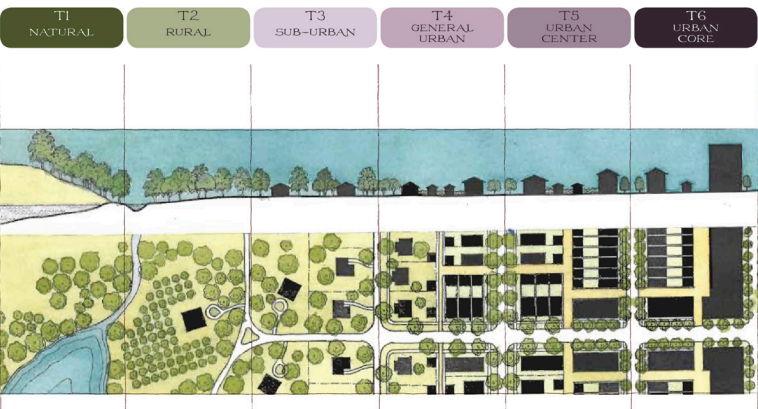 T1
NATURAL
T2
RURAL
T3
SUB-URBAN
T4
GENERAL
URBAN
T5
URBAN
CENTER
T6
URBAN
CORE